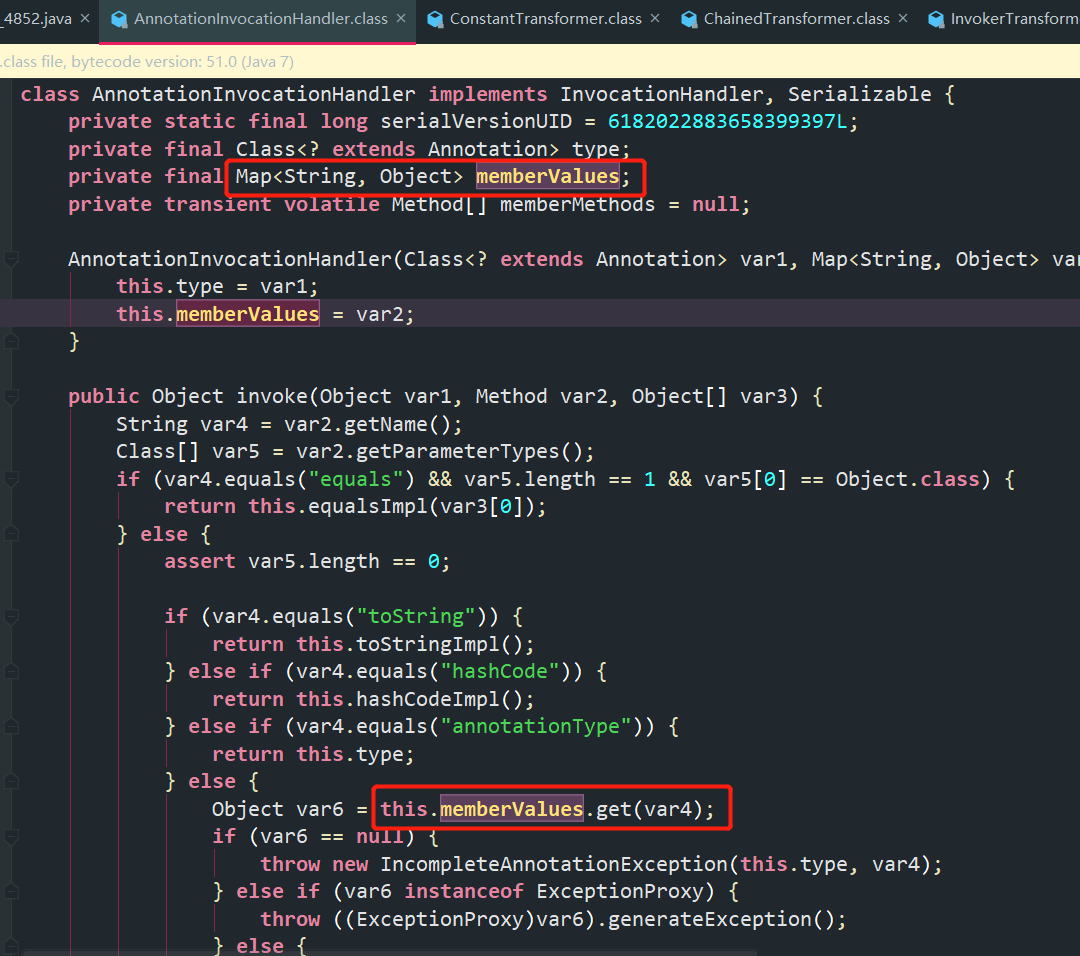 4852.java × AnnotationInvocationHandler.class × ConstantTransformer.class × ChainedTransformer.class × InvokerTransform
.class file, bytecode version: 51.0 (Java 7)
class AnnotationInvocationHandler implements InvocationHandler, Serializable {
    private static final long serialVersionUID = 6182022883658399397L;
    private final Class<? extends Annotation> type;
    private final Map<String, Object> memberValues;
    private transient volatile Method[] memberMethods = null;
    AnnotationInvocationHandler(Class<? extends Annotation> var1, Map<String, Object> var
        this.type = var1;
        this.memberValues = var2;
    }
    public Object invoke(Object var1, Method var2, Object[] var3) {
        String var4 = var2.getName();
        Class[] var5 = var2.getParameterTypes();
        if (var4.equals("equals") && var5.length == 1 && var5[0] == Object.class) {
            return this.equalsImpl(var3[0]);
        } else {
            assert var5.length == 0;
            if (var4.equals("toString")) {
                return this.toStringImpl();
            } else if (var4.equals("hashCode")) {
                return this.hashCodeImpl();
            } else if (var4.equals("annotationType")) {
                return this.type;
            } else {
                Object var6 = this.memberValues.get(var4);
                if (var6 == null) {
                    throw new IncompleteAnnotationException(this.type, var4);
                } else if (var6 instanceof ExceptionProxy) {
                    throw ((ExceptionProxy)var6).generateException();
                } else {